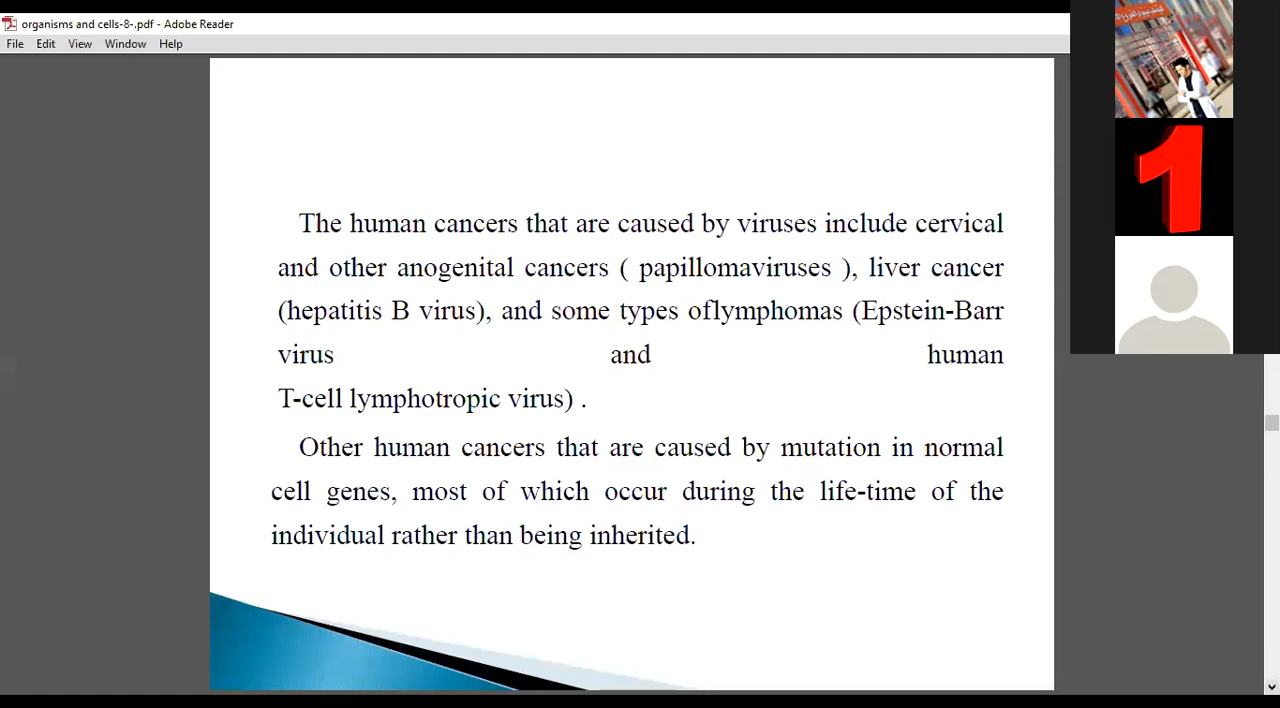 organisms and cells-8-.pdf - Adobe Reader
File Edit View Window Help
The human cancers that are caused by viruses include cervical
and other anogenital cancers ( papillomaviruses ), liver cancer
(hepatitis B virus), and some types oflymphomas (Epstein-Barr
virus and human
T-cell lymphotropic virus) .
Other human cancers that are caused by mutation in normal
cell genes, most of which occur during the life-time of the
individual rather than being inherited.
1